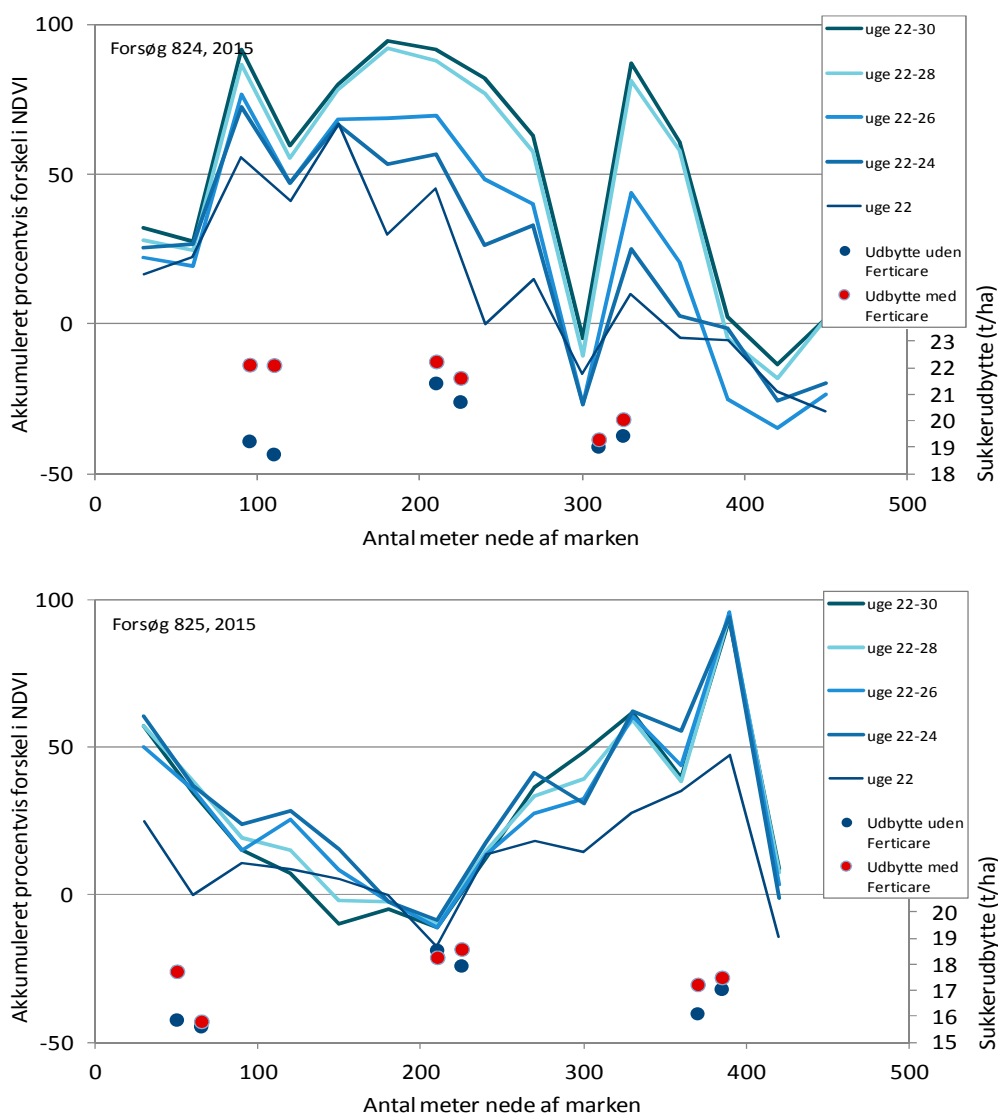 Forsøg 824, 2015
Akkumuleret procentvis forskel i NDVI
100
50
0
-50
0
100
200
300
400
500
Antal meter nede af marken
23
22
21
20
19
18
Sukkerudbytte (t/ha)
uge 22-30
uge 22-28
uge 22-26
uge 22-24
uge 22
Udbytte uden
Ferticare
Udbytte med
Ferticare
Forsøg 825, 2015
Akkumuleret procentvis forskel i NDVI
100
50
0
-50
0
100
200
300
400
500
Antal meter nede af marken
20
19
18
17
16
15
Sukkerudbytte (t/ha)
uge 22-30
uge 22-28
uge 22-26
uge 22-24
uge 22
Udbytte uden
Ferticare
Udbytte med
Ferticare